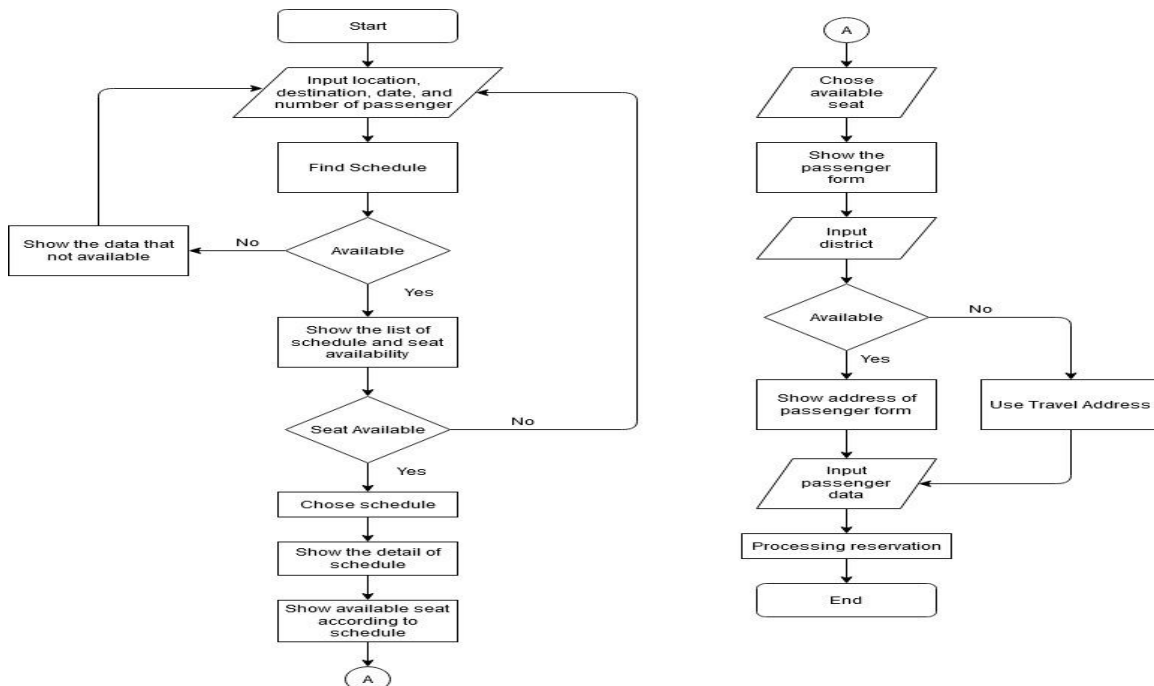 Start
Input location,
destination, date, and
number of passenger
Find Schedule
Available
No
Show the data that
not available
Yes
Show the list of
schedule and seat
availability
Seat Available
No
Yes
Chose schedule
Show the detail of
schedule
Show available seat
according to
schedule
A
A
Chose
available
seat
Show the
passenger
form
Input
district
Available
No
Yes
Show address of
passenger form
Use Travel Address
Input
passenger
data
Processing reservation
End